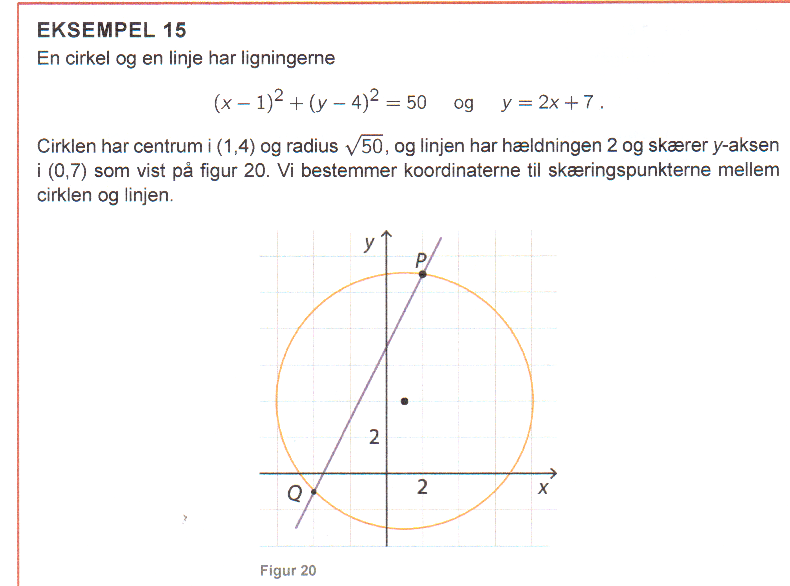 EKSEMPEL 15
En cirkel og en linje har ligningerne
(x – 1)² + (y – 4)² = 50 og y = 2x + 7 .
Cirklen har centrum i (1,4) og radius √50, og linjen har hældningen 2 og skærer y-aksen
i (0,7) som vist på figur 20. Vi bestemmer koordinaterne til skæringspunkterne mellem
cirklen og linjen.
y
P
2
Q
2
x
Figur 20